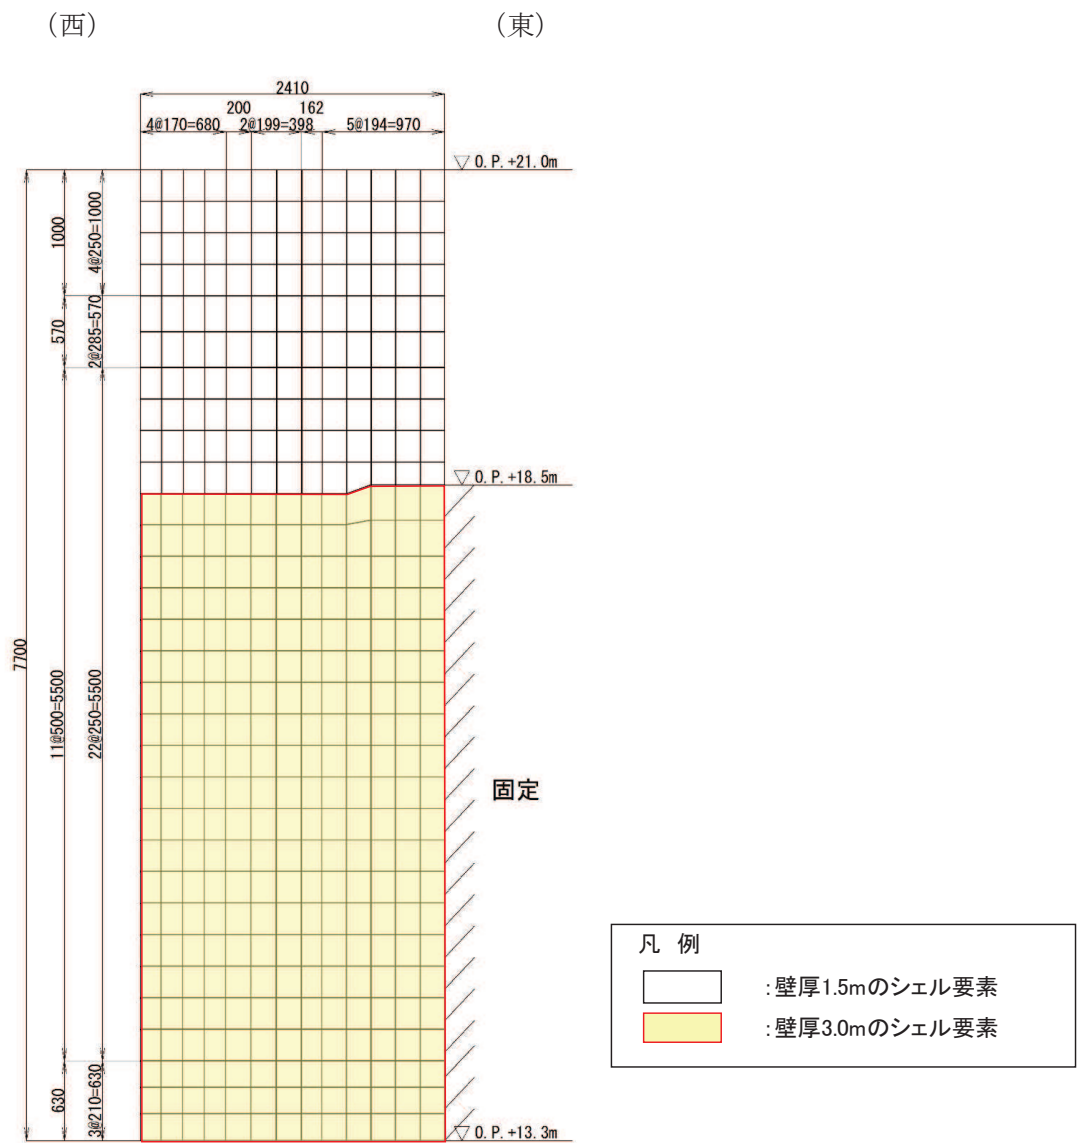 （西）
（東）
2410
200
162
4@170=680
2@199=398
5@194=970
▽ O.P.+21.0m
1000
4@250=1000
570
2@285=570
▽ O.P.+18.5m
7700
11@500=5500
22@250=5500
固定
凡 例
：壁厚1.5mのシェル要素
：壁厚3.0mのシェル要素
630
3@210=630
▽ O.P.+13.3m